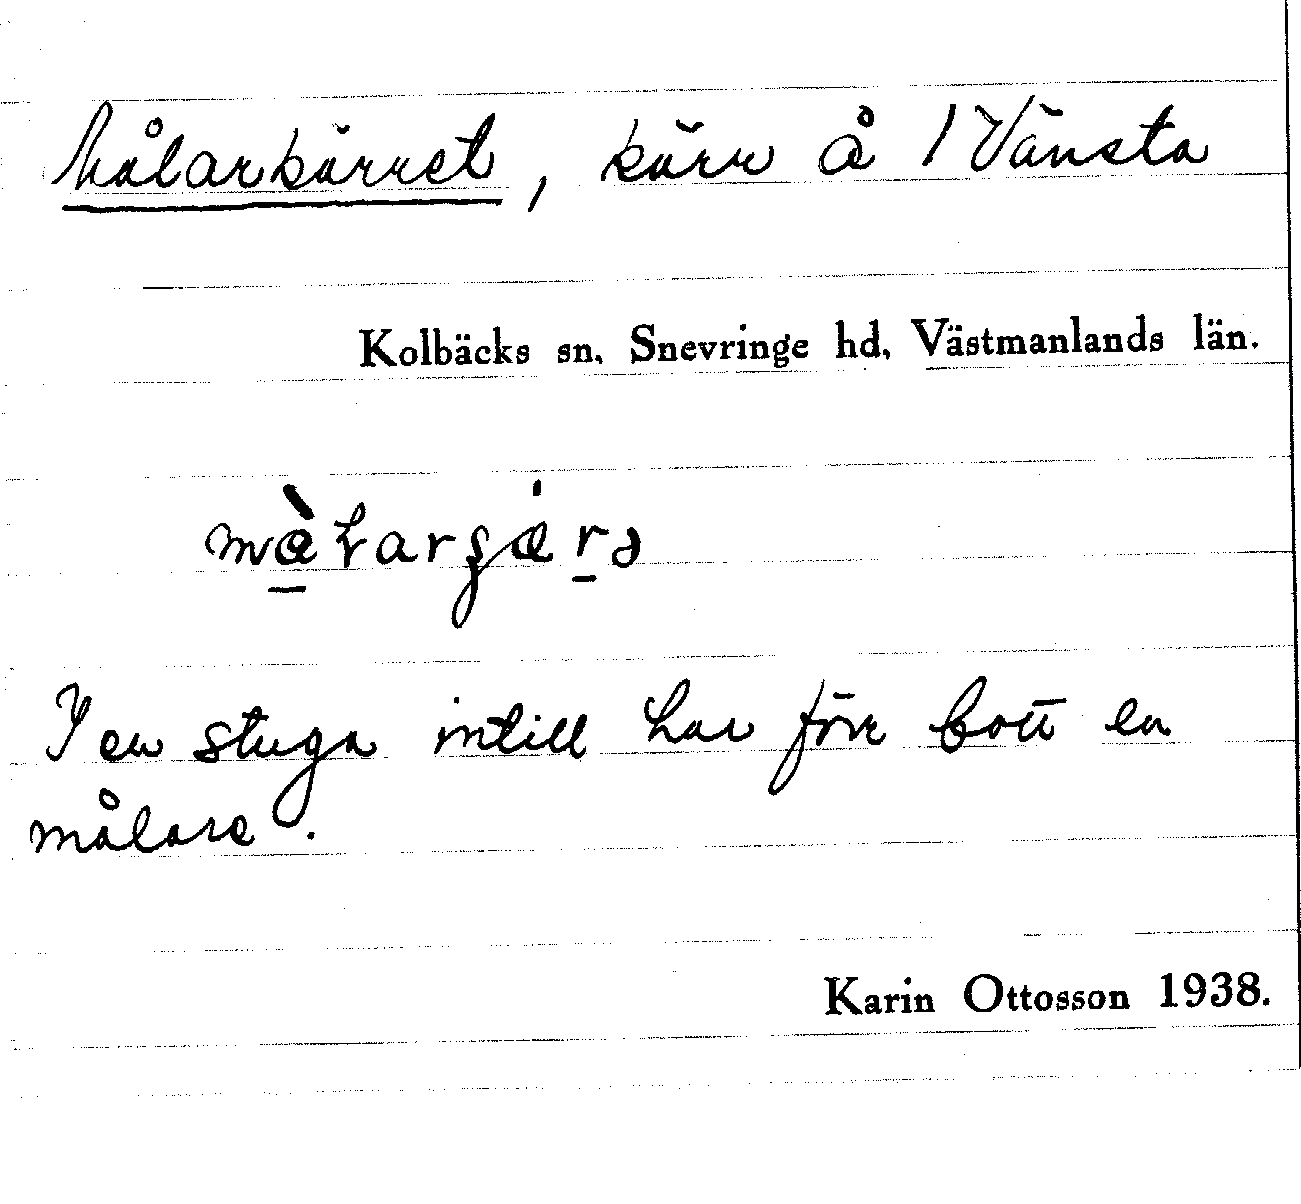 Målarkärret, kärr å 1 Vänsta
Kolbäcks sn, Snevringe hd, Västmanlands län.
I en stuga intill har förr bott en
målare.
Karin Ottosson 1938.